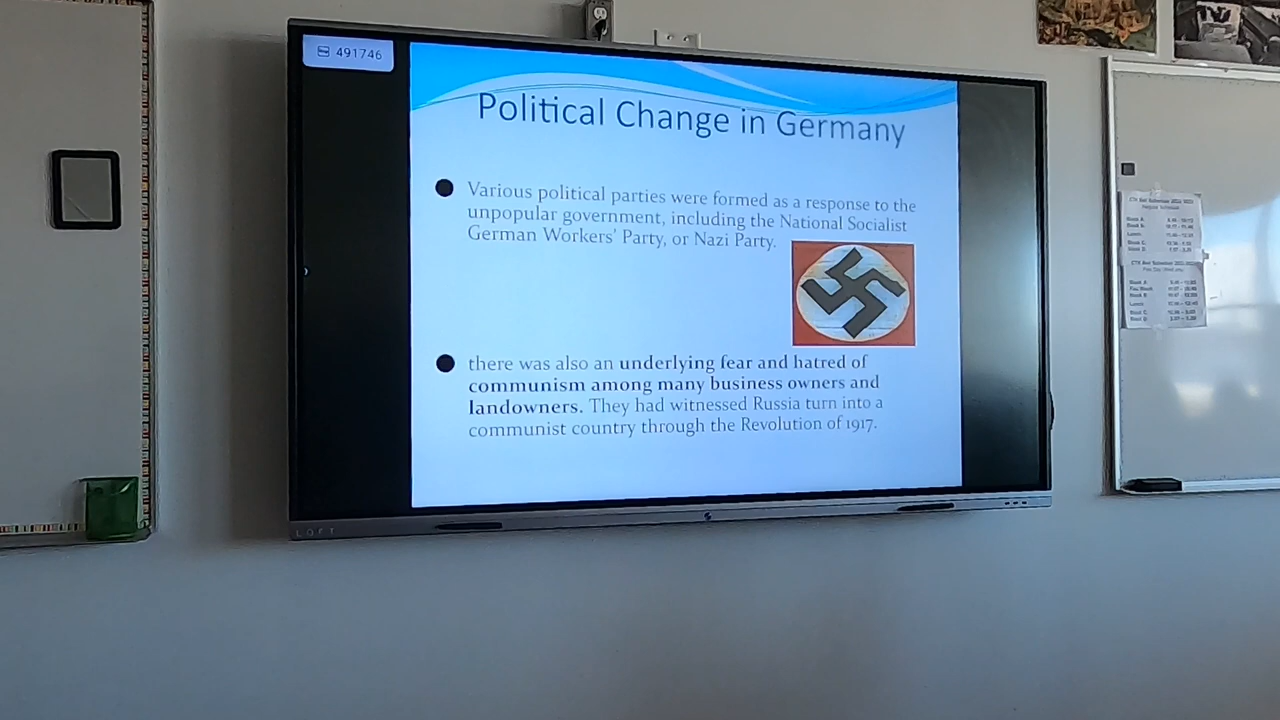 491746
Political Change in Germany
Various political parties were formed as a response to the
unpopular government, including the National Socialist
German Workers' Party, or Nazi Party.
there was also an underlying fear and hatred of
communism among many business owners and
landowners. They had witnessed Russia turn into a
communist country through the Revolution of 1917.
LOFT